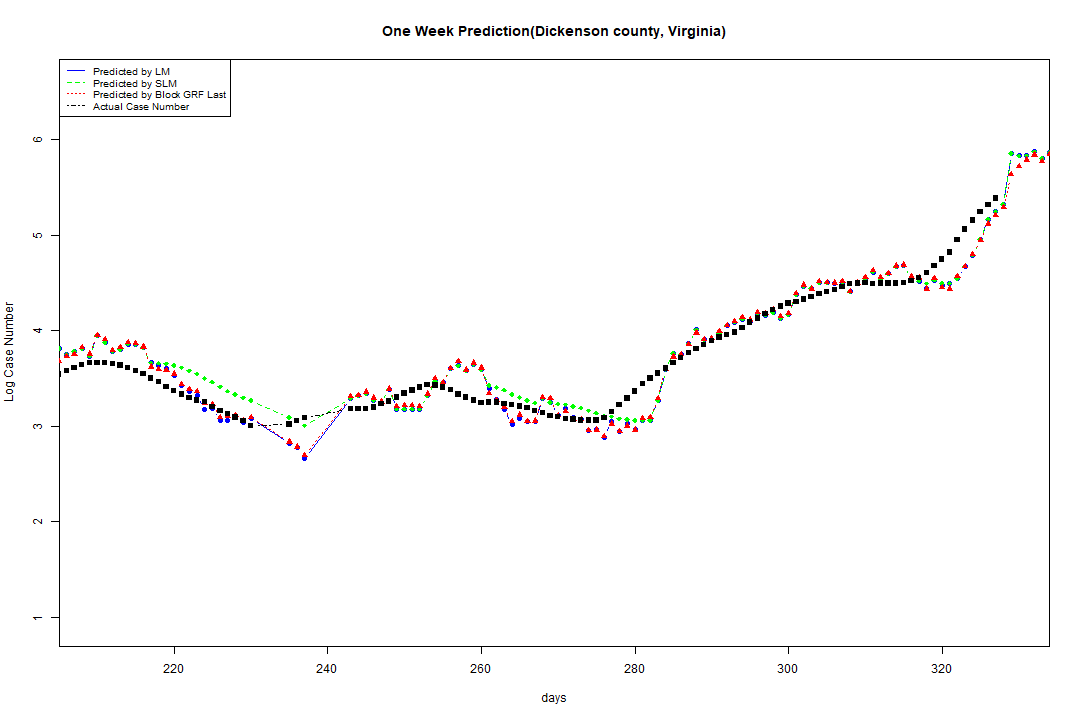 One Week Prediction(Dickenson county, Virginia)
Predicted by LM
Predicted by SLM
Predicted by Block GRF Last
Actual Case Number
6
5
4
3
2
1
Log Case Number
220 240 260 280 300 320
days